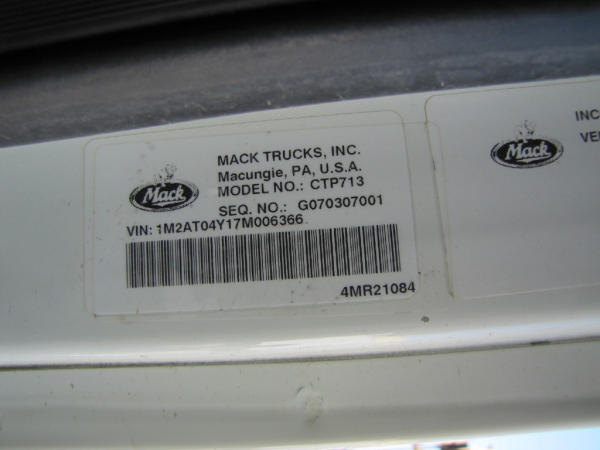 Mack
MACK TRUCKS, INC.
Macungie, PA, U.S.A.
MODEL NO.: CTP713
SEQ. NO.: G070307001
VIN: 1M2AT04Y17M006366
4MR21084
Mack
INC
VE